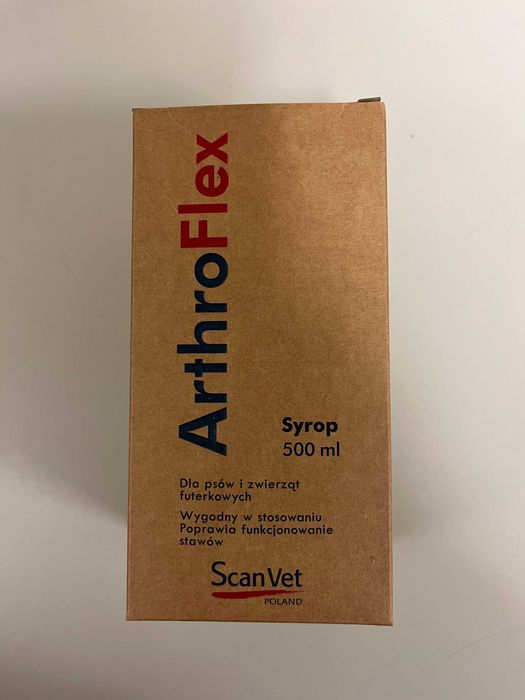 ArthroFlex
Syrop
500 ml
Dla psów i zwierząt
futerkowych
Wygodny w stosowaniu
Poprawia funkcjonowanie
stawów
ScanVet
POLAND